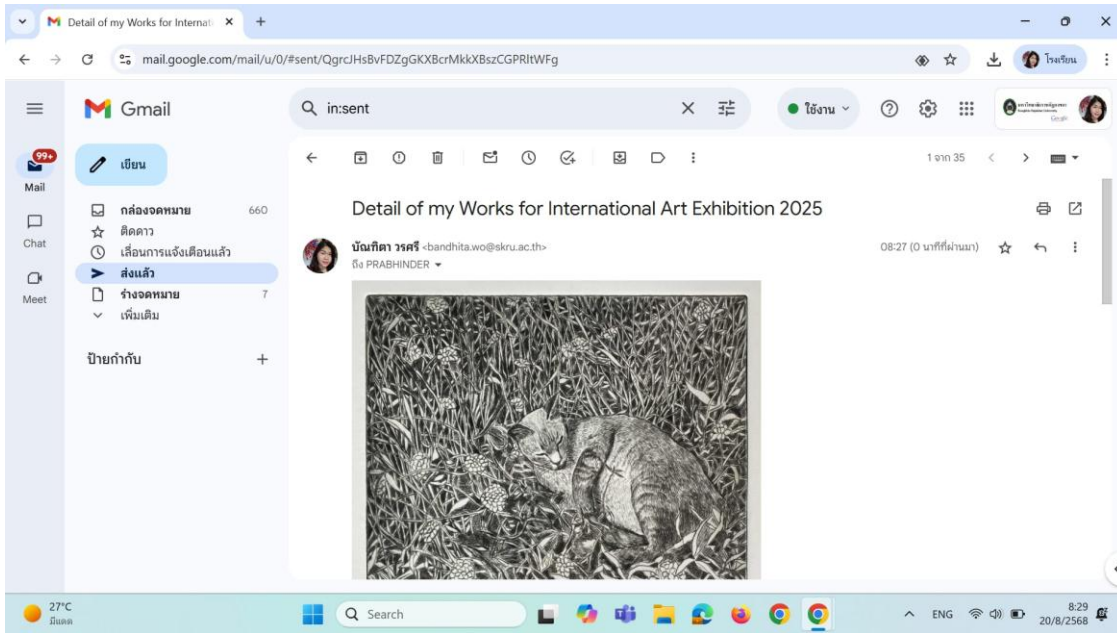 Detail of my Works for Internati
mail.google.com/mail/u/0/#sent/QgrcJHsBvFDZgGKXBcrMkkXBszCGPRltWFg
โรงเรียน
Gmail
in:sent
ใช้งาน
99+
Mail
Chat
Meet
เขียน
กล่องจดหมาย 660
ติดดาว
เลื่อนการแจ้งเตือนแล้ว
ส่งแล้ว
ร่างจดหมาย 7
เพิ่มเติม
ป้ายกำกับ
1 จาก 35
Detail of my Works for International Art Exhibition 2025
บัณฑิตา วรศรี <bandhita.wo@skru.ac.th>
08:27 (0 นาทีที่ผ่านมา)
ถึง PRABHINDER
27°C
มีแดด
Search
ENG
8:29
20/8/2568